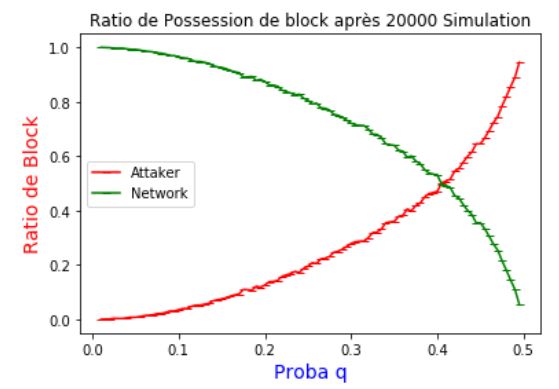 Ratio de Possession de block après 20000 Simulation
Ratio de Block
1.0
0.8
0.6
0.4
0.2
0.0
Attaker
Network
0.0 0.1 0.2 0.3 0.4 0.5
Proba q